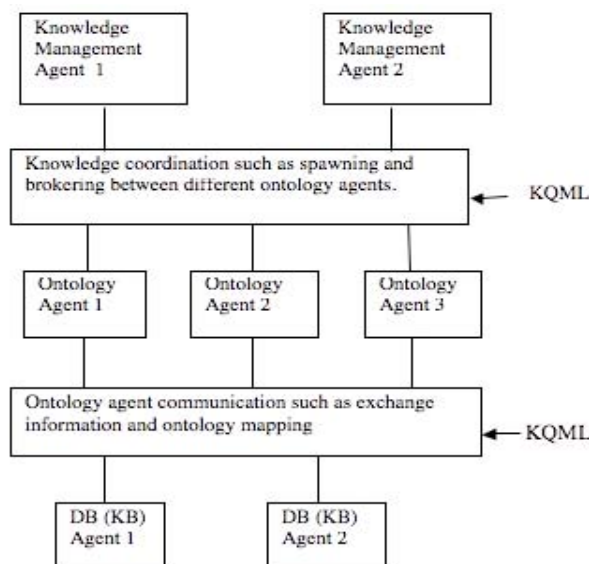 Knowledge
Management
Agent 1
Knowledge
Management
Agent 2
Knowledge coordination such as spawning and
brokering between different ontology agents.
KQML
Ontology
Agent 1
Ontology
Agent 2
Ontology
Agent 3
Ontology agent communication such as exchange
information and ontology mapping
KQML
DB (KB)
Agent 1
DB (KB)
Agent 2